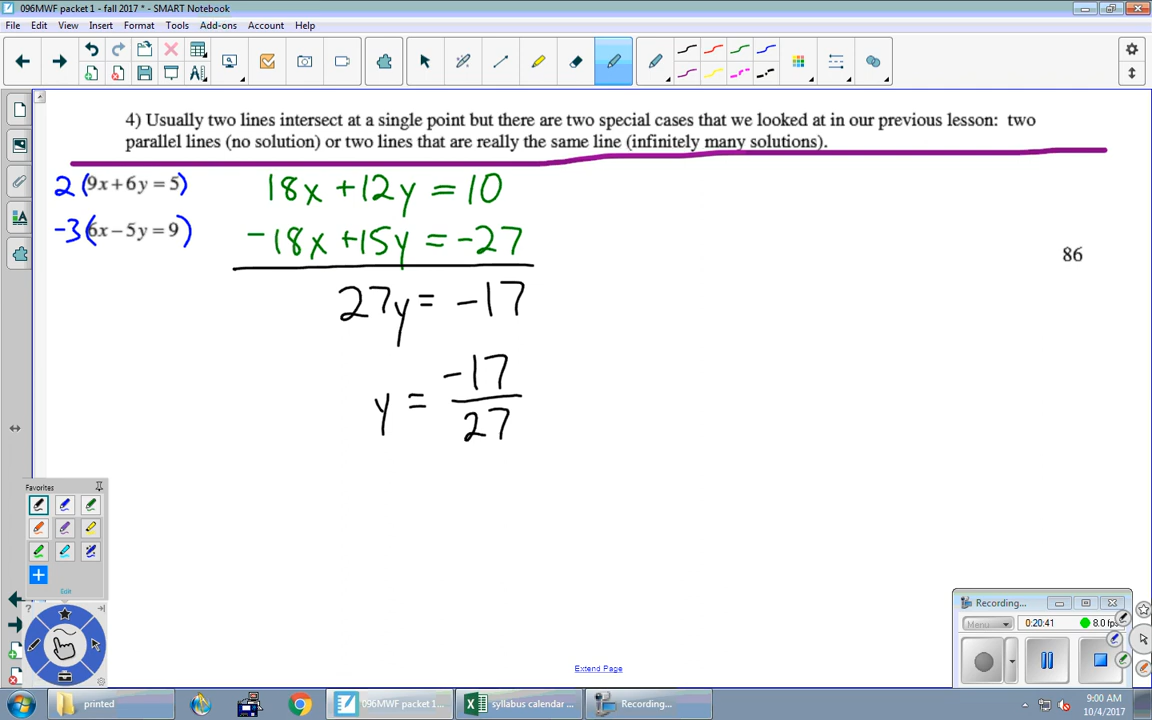 096MWF packet 1 - fall 2017 * - SMART Notebook
File Edit View Insert Format Tools Add-ons Account Help
4) Usually two lines intersect at a single point but there are two special cases that we looked at in our previous lesson: two
parallel lines (no solution) or two lines that are really the same line (infinitely many solutions).
2(9x+6y=5) 18x+12y=10
-3(6x-5y=9) -18x+15y=-27
86
27y=-17
y=-17/27
Favorites
Edit
?
Recording...
Menu 0:20:41 8.0 fps
Extend Page
printed 096MWF packet 1... syllabus calendar ... Recording... 9:00 AM
10/4/2017